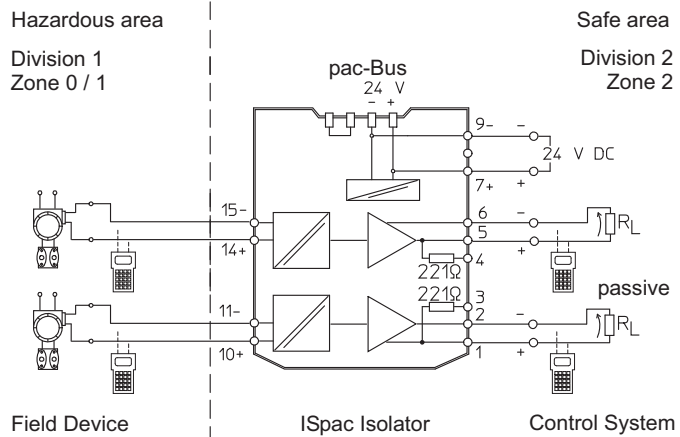 Hazardous area
Safe area
Division 1
Zone 0 / 1
Division 2
Zone 2
pac-Bus
24 V
- +
9-
-
24 V DC
7+
+
15-
6
-
RL
14+
5
+
221Ω
4
221Ω
3
passive
11-
2
-
RL
10+
1
+
Field Device
ISpac Isolator
Control System